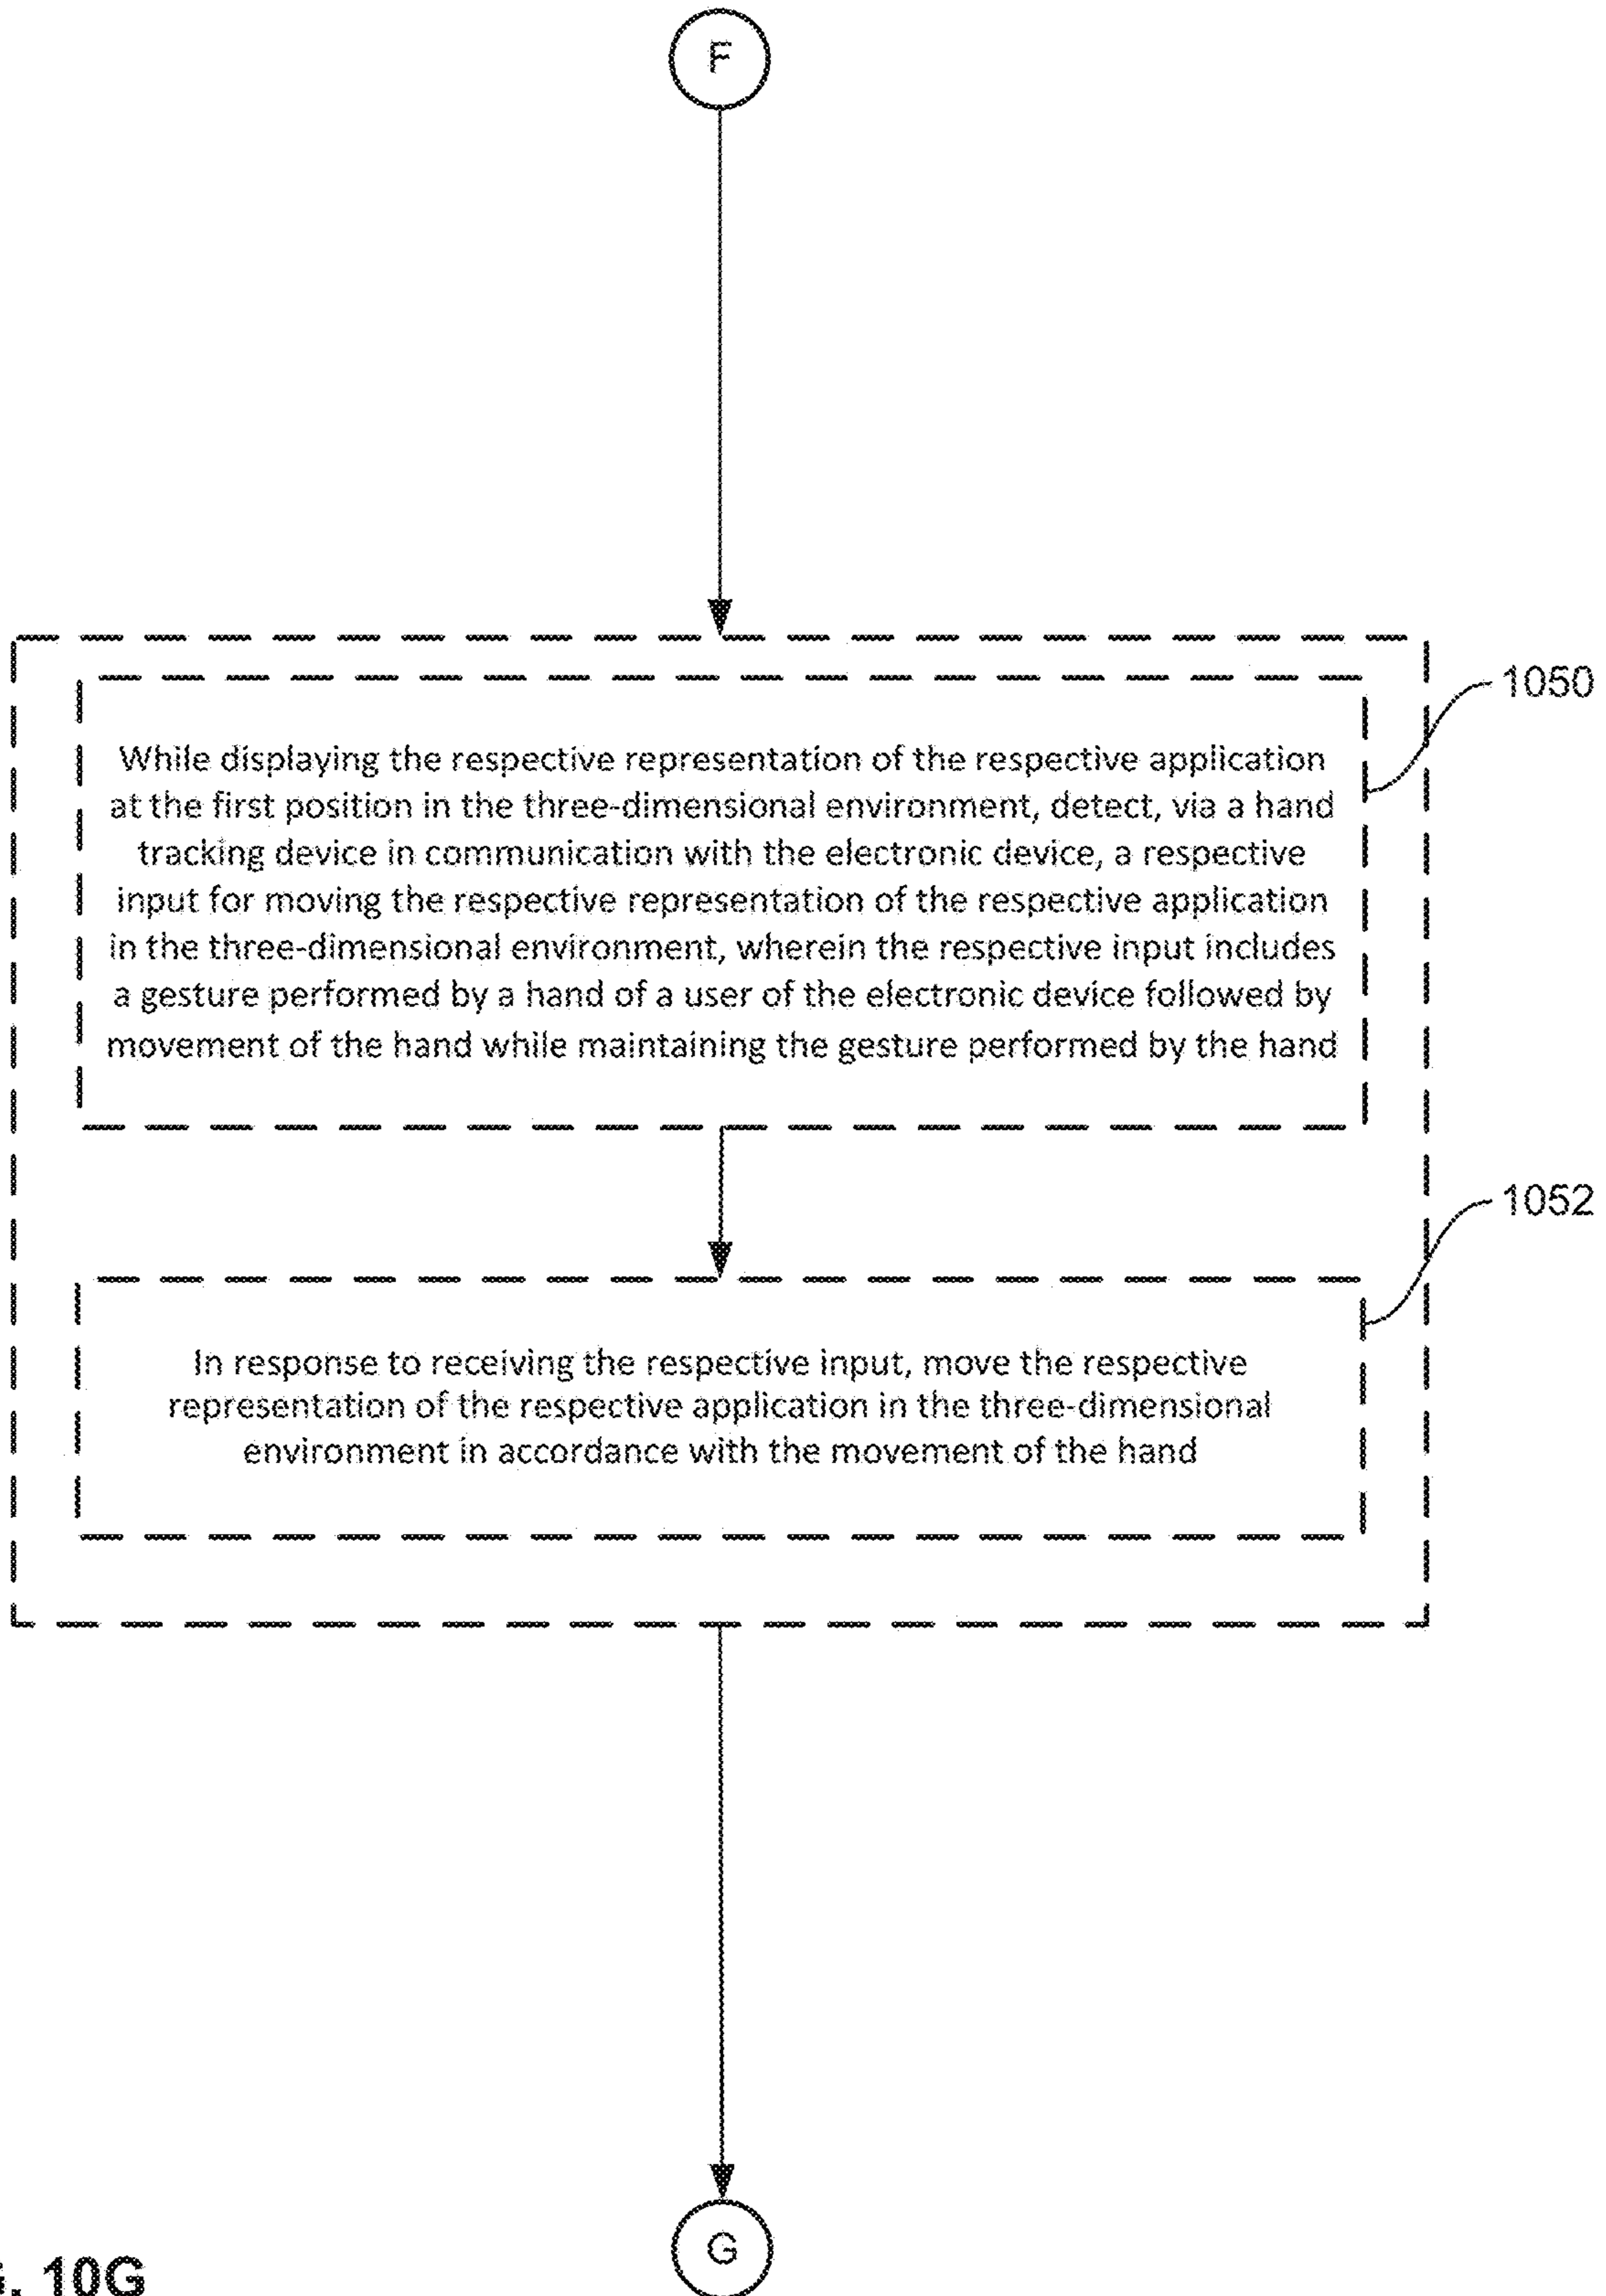 F
1050
While displaying the respective representation of the respective application
at the first position in the three-dimensional environment, detect, via a hand
tracking device in communication with the electronic device, a respective
input for moving the respective representation of the respective application
in the three-dimensional environment, wherein the respective input includes
a gesture performed by a hand of a user of the electronic device followed by
movement of the hand while maintaining the gesture performed by the hand
1052
In response to receiving the respective input, move the respective
representation of the respective application in the three-dimensional
environment in accordance with the movement of the hand
G
G. 10G